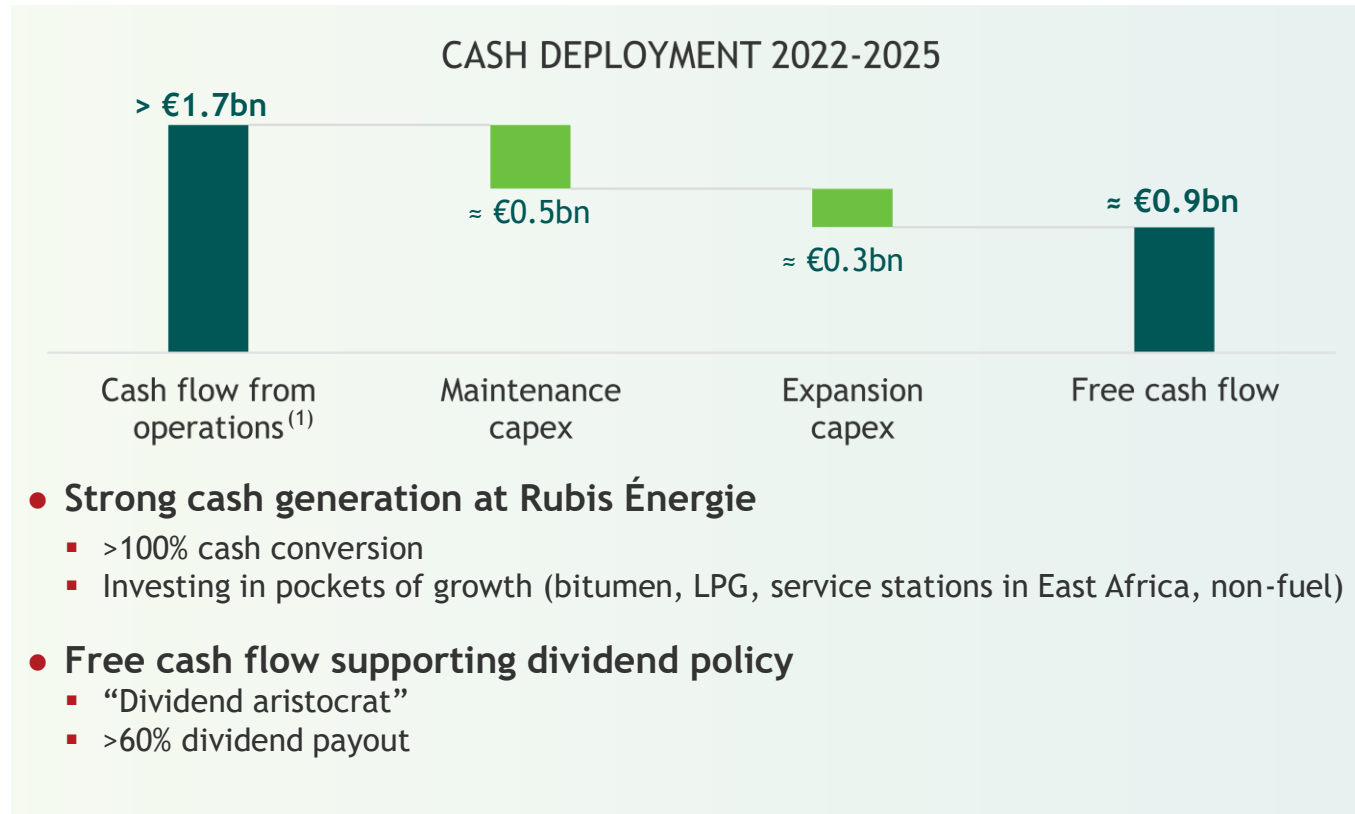 CASH DEPLOYMENT 2022-2025
> €1.7bn
≈ €0.5bn
≈ €0.3bn
≈ €0.9bn
Cash flow from
operations(1)
Maintenance
capex
Expansion
capex
Free cash flow
● Strong cash generation at Rubis Énergie
▪ >100% cash conversion
▪ Investing in pockets of growth (bitumen, LPG, service stations in East Africa, non-fuel)
● Free cash flow supporting dividend policy
▪ “Dividend aristocrat”
▪ >60% dividend payout